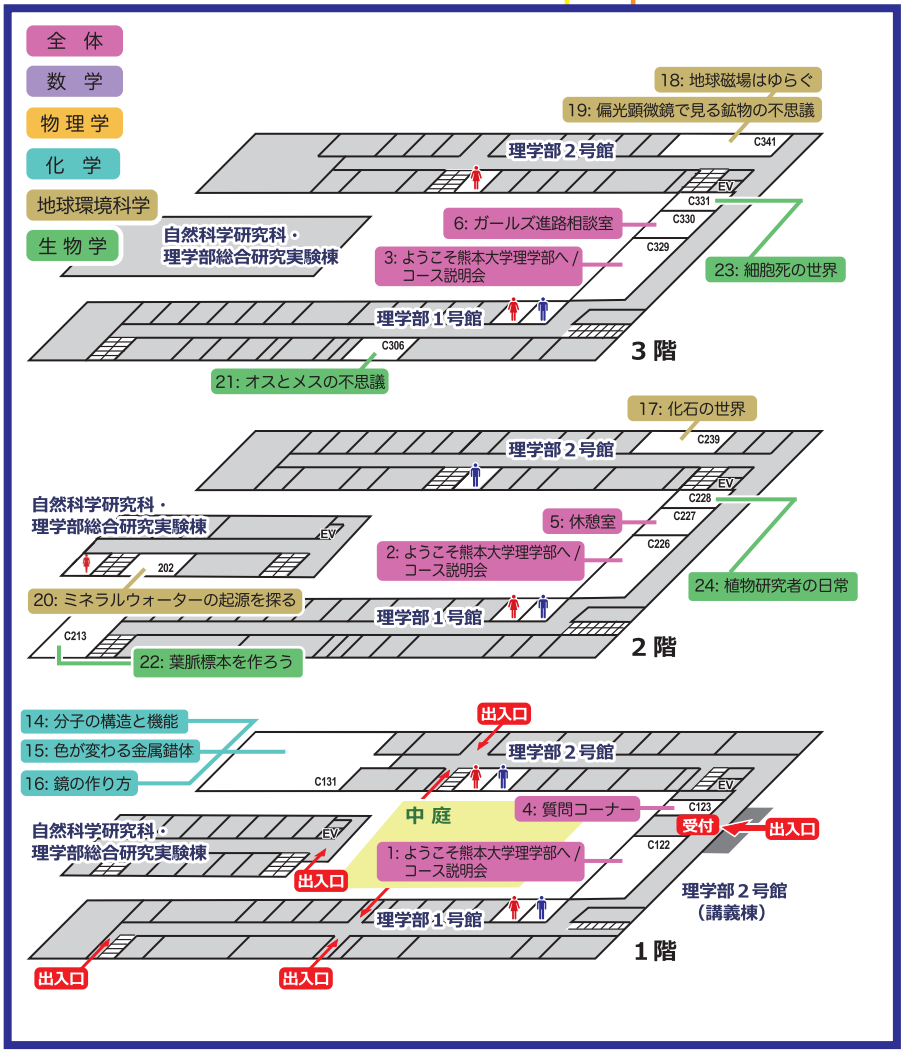 全 体
数 学
物 理 学
化 学
地球環境科学
生 物 学
18: 地球磁場はゆらぐ
19: 偏光顕微鏡で見る鉱物の不思議
理学部２号館
C341
EV
C331
C330
C329
6: ガールズ進路相談室
3: ようこそ熊本大学理学部へ /
コース説明会
23: 細胞死の世界
自然科学研究科・
理学部総合研究実験棟
理学部１号館
C306
21: オスとメスの不思議
3 階
17: 化石の世界
C239
理学部２号館
EV
C228
C227
C226
5: 休憩室
2: ようこそ熊本大学理学部へ /
コース説明会
24: 植物研究者の日常
自然科学研究科・
理学部総合研究実験棟
EV
202
20: ミネラルウォーターの起源を探る
理学部１号館
C213
22: 葉脈標本を作ろう
2 階
14: 分子の構造と機能
15: 色が変わる金属錯体
16: 鏡の作り方
出入口
理学部２号館
C131
EV
中 庭
4: 質問コーナー
C123
受付
出入口
C122
自然科学研究科・
理学部総合研究実験棟
EV
出入口
1: ようこそ熊本大学理学部へ /
コース説明会
理学部２号館
（講義棟）
理学部１号館
1 階
出入口
出入口